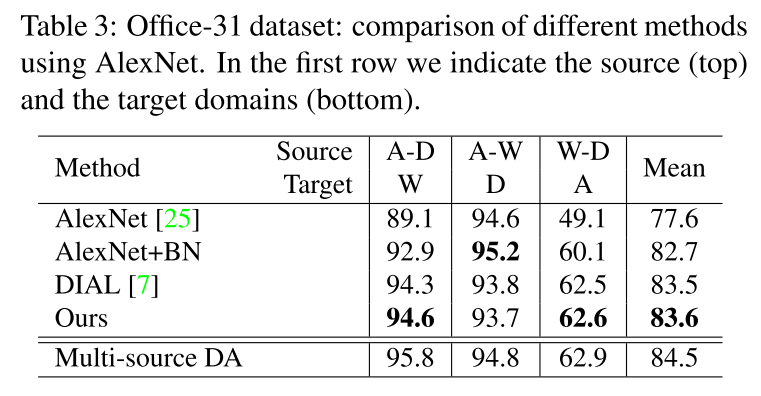 Table 3: Office-31 dataset: comparison of different methods
using AlexNet. In the first row we indicate the source (top)
and the target domains (bottom).
Method Source A-D A-W W-D Mean
Target W D A
AlexNet [25] 89.1 94.6 49.1 77.6
AlexNet+BN 92.9 95.2 60.1 82.7
DIAL [7] 94.3 93.8 62.5 83.5
Ours 94.6 93.7 62.6 83.6
Multi-source DA 95.8 94.8 62.9 84.5